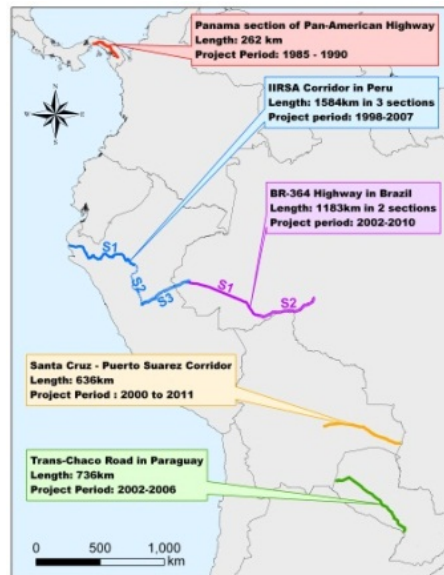 Panama section of Pan-American Highway
Length: 262 km
Project Period: 1985 - 1990
N
W
E
S
IIRSA Corridor in Peru
Length: 1584km in 3 sections
Project period: 1998-2007
BR-364 Highway in Brazil
Length: 1183km in 2 sections
Project period: 2002-2010
S1
S2
S3
S1
S2
Santa Cruz - Puerto Suarez Corridor
Length: 636km
Project Period : 2000 to 2011
Trans-Chaco Road in Paraguay
Length: 736km
Project Period: 2002-2006
0 500 1,000
km